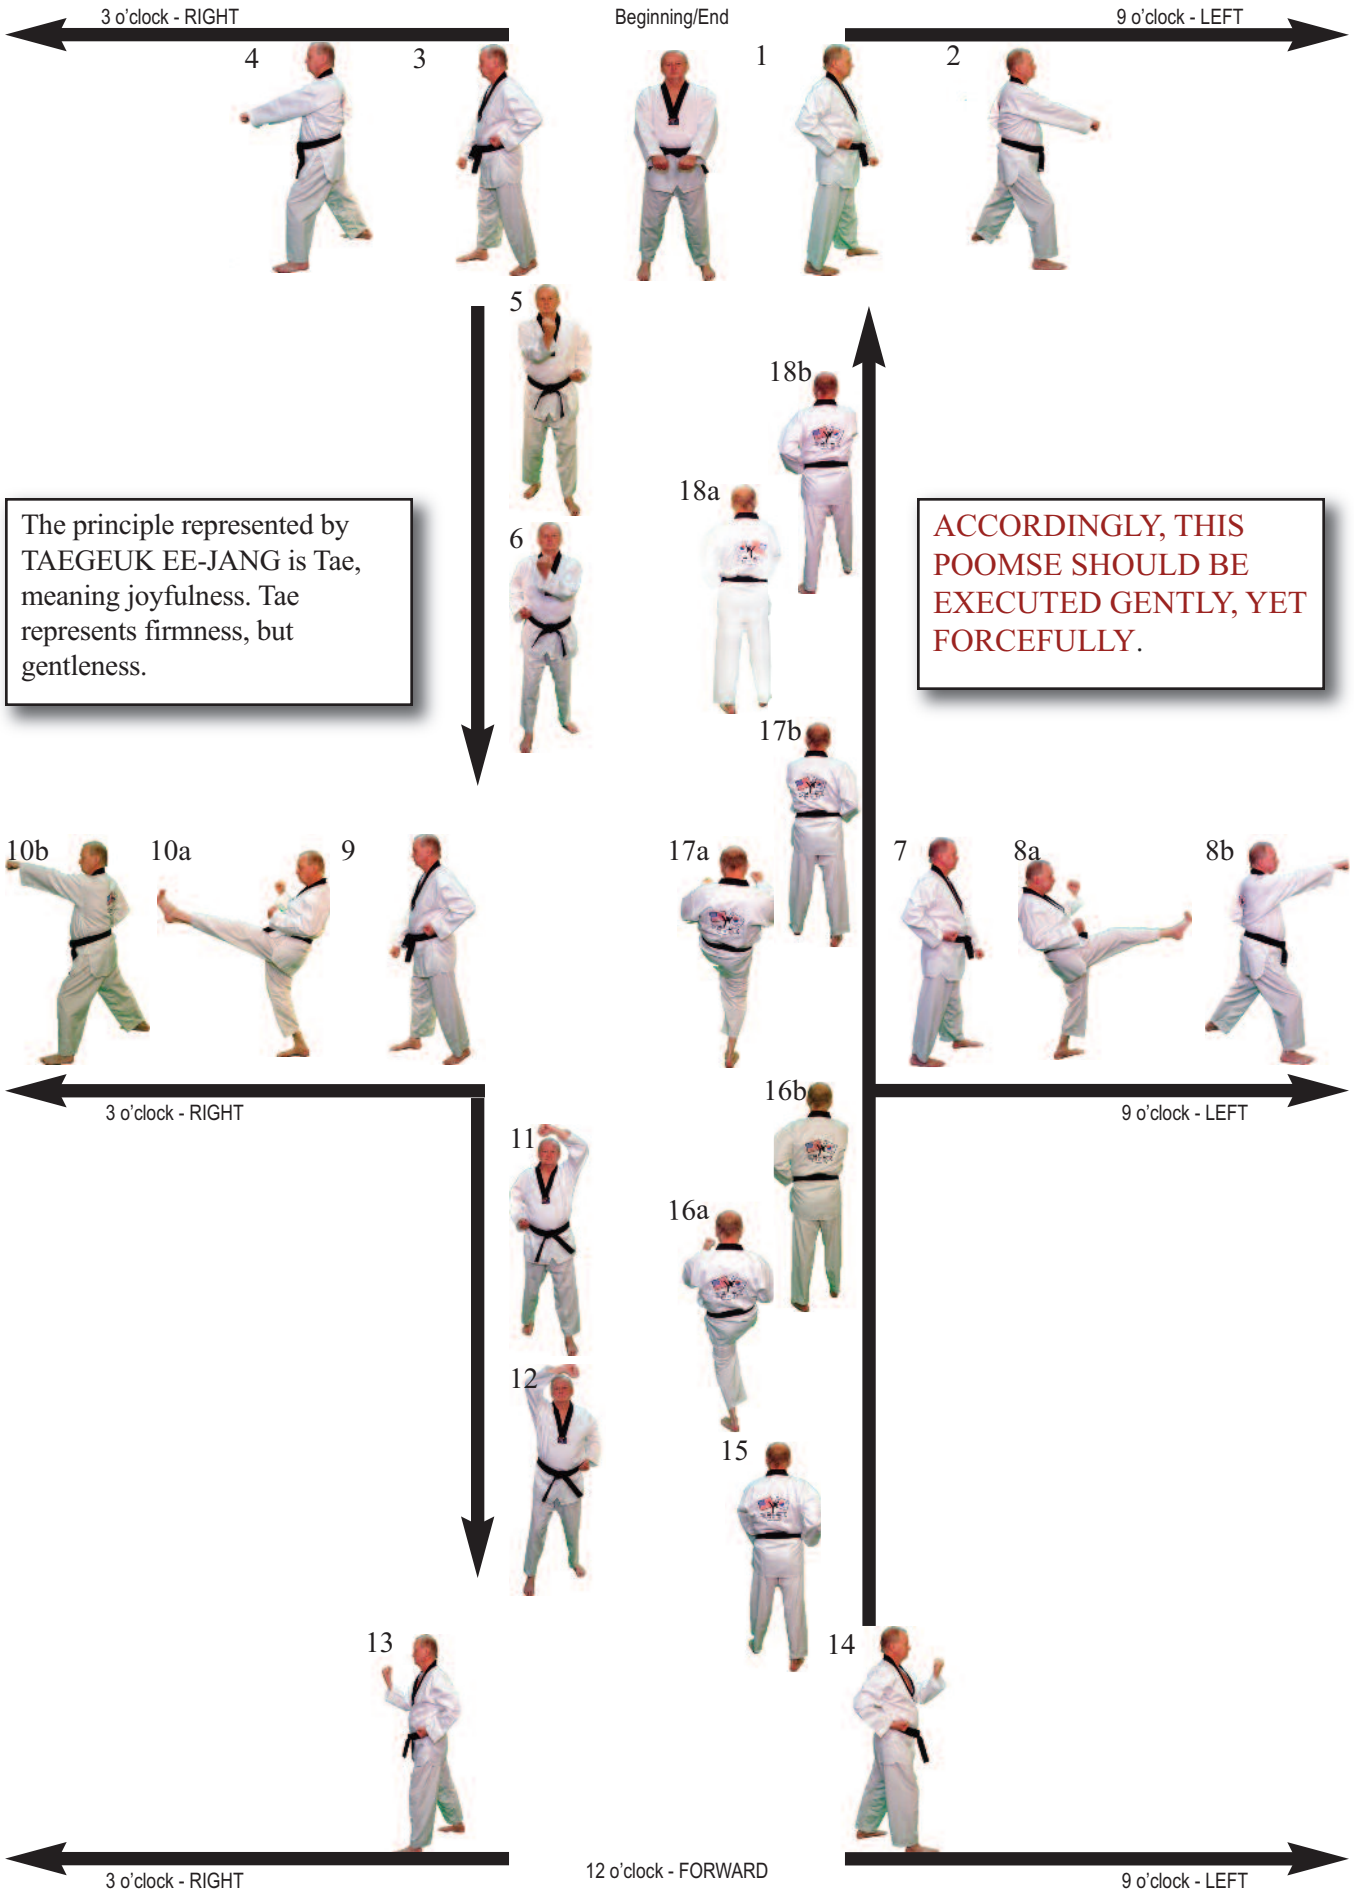 3 o'clock - RIGHT
Beginning/End
9 o'clock - LEFT
4
3
1
2
5
18b
18a
6
The principle represented by
TAEGEUK EE-JANG is Tae,
meaning joyfulness. Tae
represents firmness, but
gentleness.
ACCORDINGLY, THIS
POOMSE SHOULD BE
EXECUTED GENTLY, YET
FORCEFULLY.
17b
10b
10a
9
17a
7
8a
8b
16b
3 o'clock - RIGHT
9 o'clock - LEFT
11
16a
12
15
13
14
3 o'clock - RIGHT
12 o'clock - FORWARD
9 o'clock - LEFT